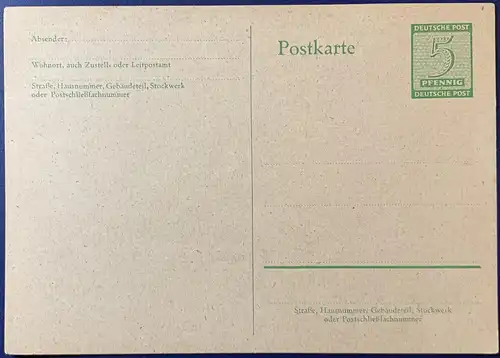 Absender:
Wohnort, auch Zustell- oder Leitpostamt
Straße, Hausnummer, Gebäudeteil, Stockwerk
oder Postschließfachnummer
Postkarte
DEUTSCHE POST
5
PFENNIG
DEUTSCHE POST
Straße, Hausnummer, Gebäudeteil, Stockwerk
oder Postschließfachnummer